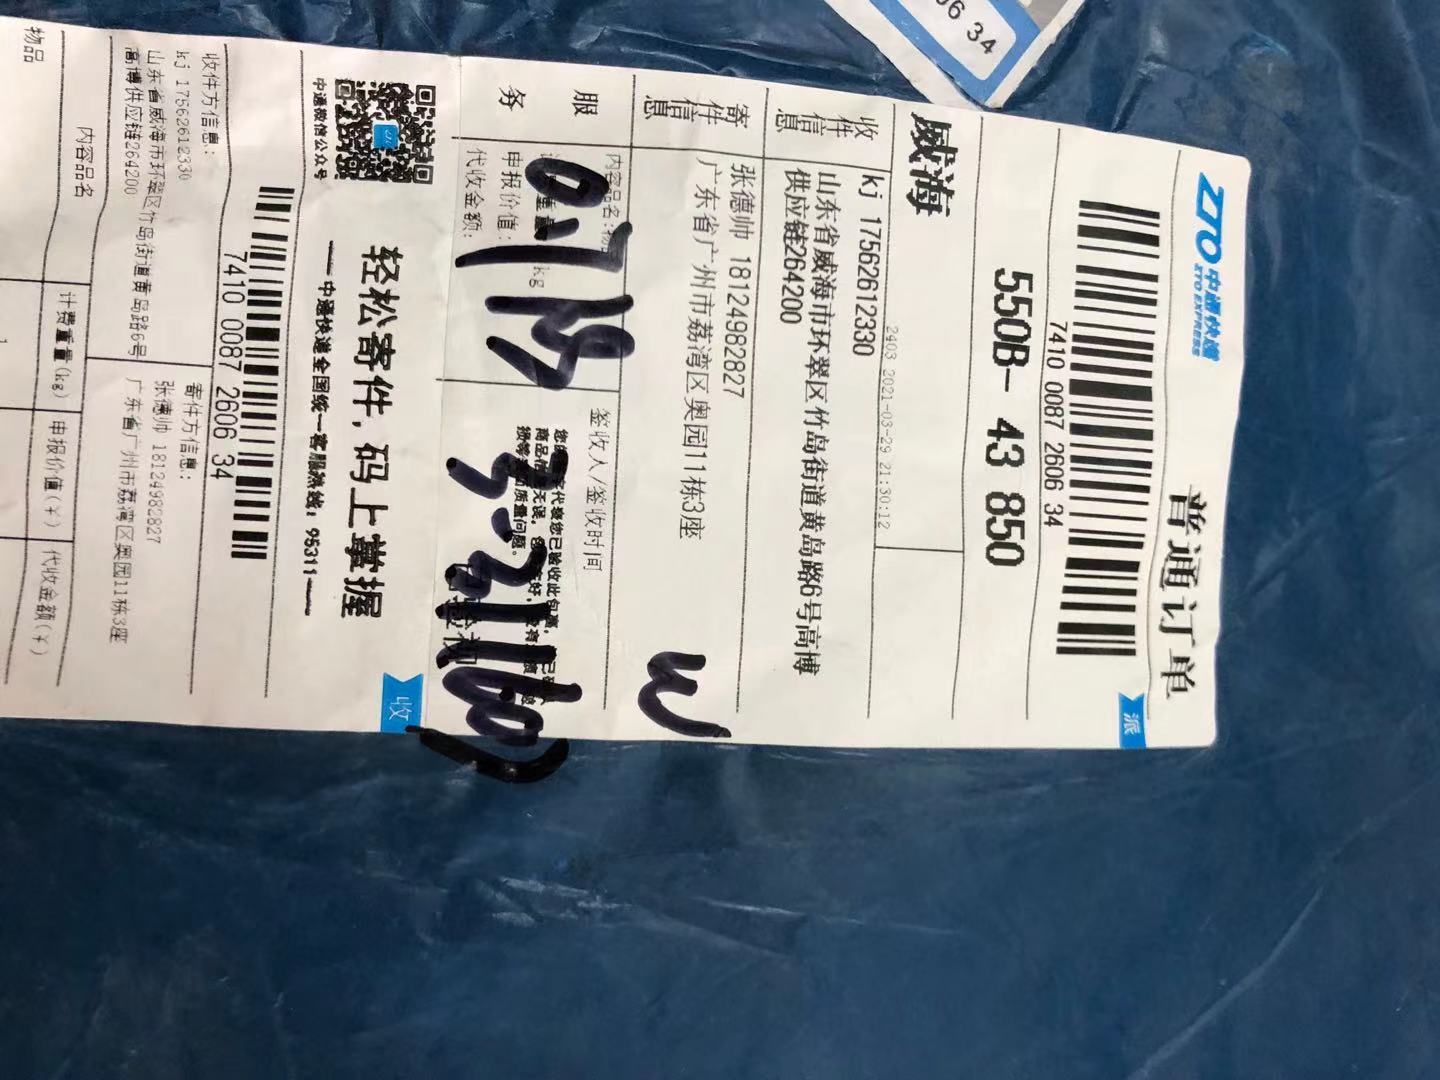 06 34
ZTO 中通快递
ZTO EXPRESS
普通订单
7410 0087 2606 34
派
550B- 43 850
威海
2403 2021-03-29 21:30:12
收件信息
kj 17562612330
山东省威海市环翠区竹岛街道黄岛路6号高博
供应链264200
寄件信息
张德帅 18124982827
广东省广州市荔湾区奥园11栋3座
服务
内容品名:物品
kg
申报价值:
代收金额:
签收人/签收时间
中通微信公众号
轻松寄件,码上掌握
中通快递全国统一客服热线: 95311
收
7410 0087 2606 34
收件方信息:
kj 17562612330
山东省威海市环翠区竹岛街道黄岛路6号
高博供应链264200
寄件方信息:
张德帅 18124982827
广东省广州市荔湾区奥园11栋3座
内容品名
计费重量(kg)
申报价值(¥)
代收金额(¥)
物品
1